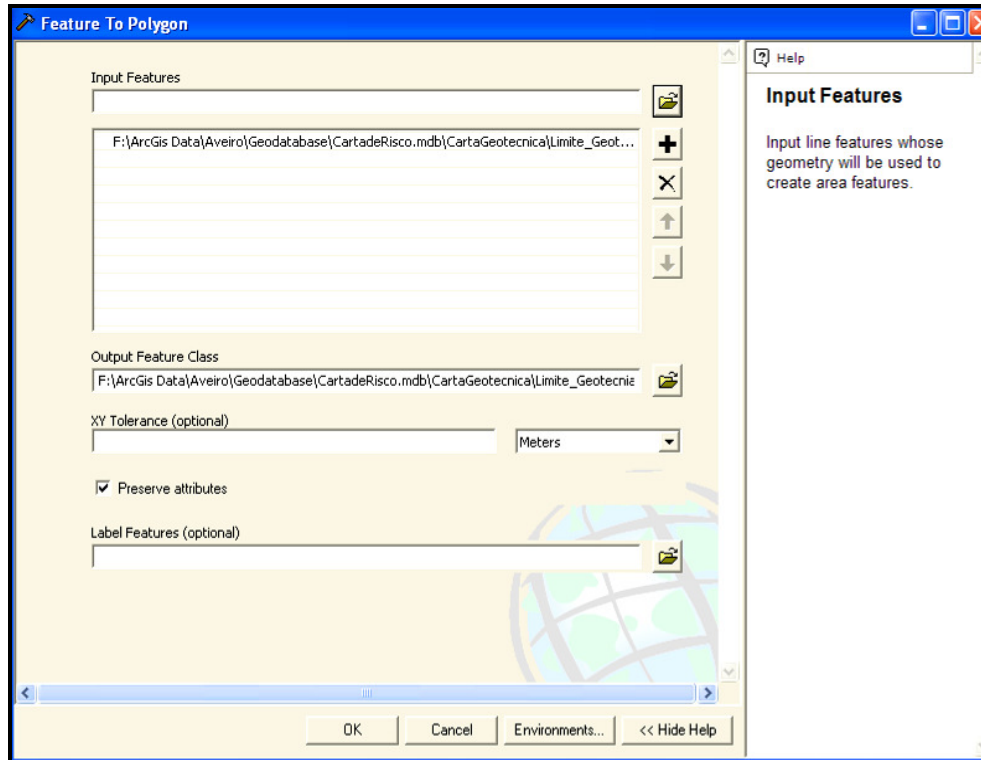 Feature To Polygon
Input Features
F:\ArcGis Data\Aveiro\Geodatabase\CartadeRisco.mdb\CartaGeotecnica\Limite_Geot...
Output Feature Class
F:\ArcGis Data\Aveiro\Geodatabase\CartadeRisco.mdb\CartaGeotecnica\Limite_Geotecnia
XY Tolerance (optional)
Meters
Preserve attributes
Label Features (optional)
OK
Cancel
Environments...
<< Hide Help
Help
Input Features
Input line features whose
geometry will be used to
create area features.